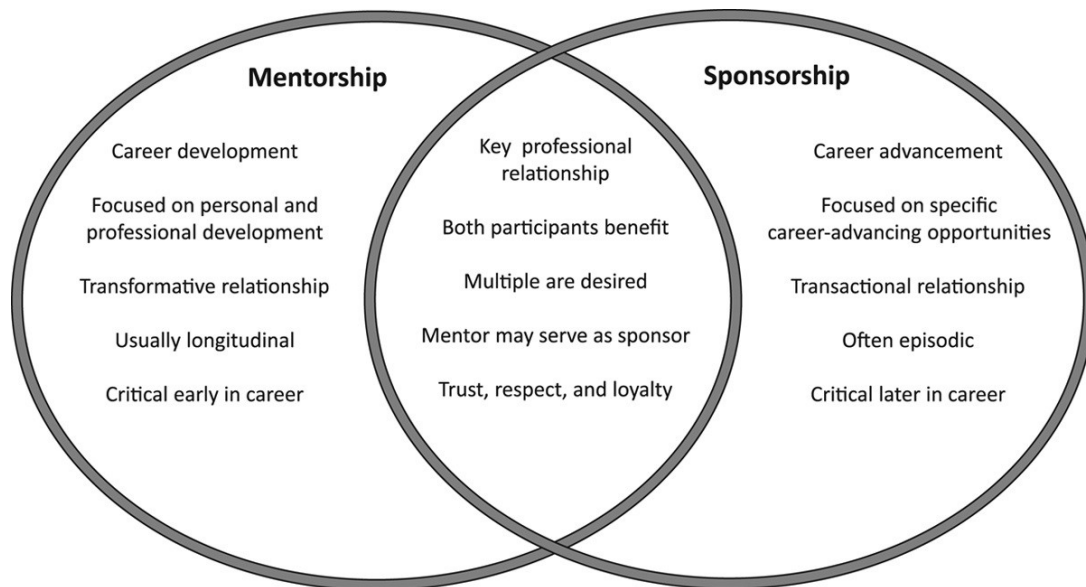 Mentorship
Career development
Focused on personal and
professional development
Transformative relationship
Usually longitudinal
Critical early in career
Key professional
relationship
Both participants benefit
Multiple are desired
Mentor may serve as sponsor
Trust, respect, and loyalty
Sponsorship
Career advancement
Focused on specific
career-advancing opportunities
Transactional relationship
Often episodic
Critical later in career